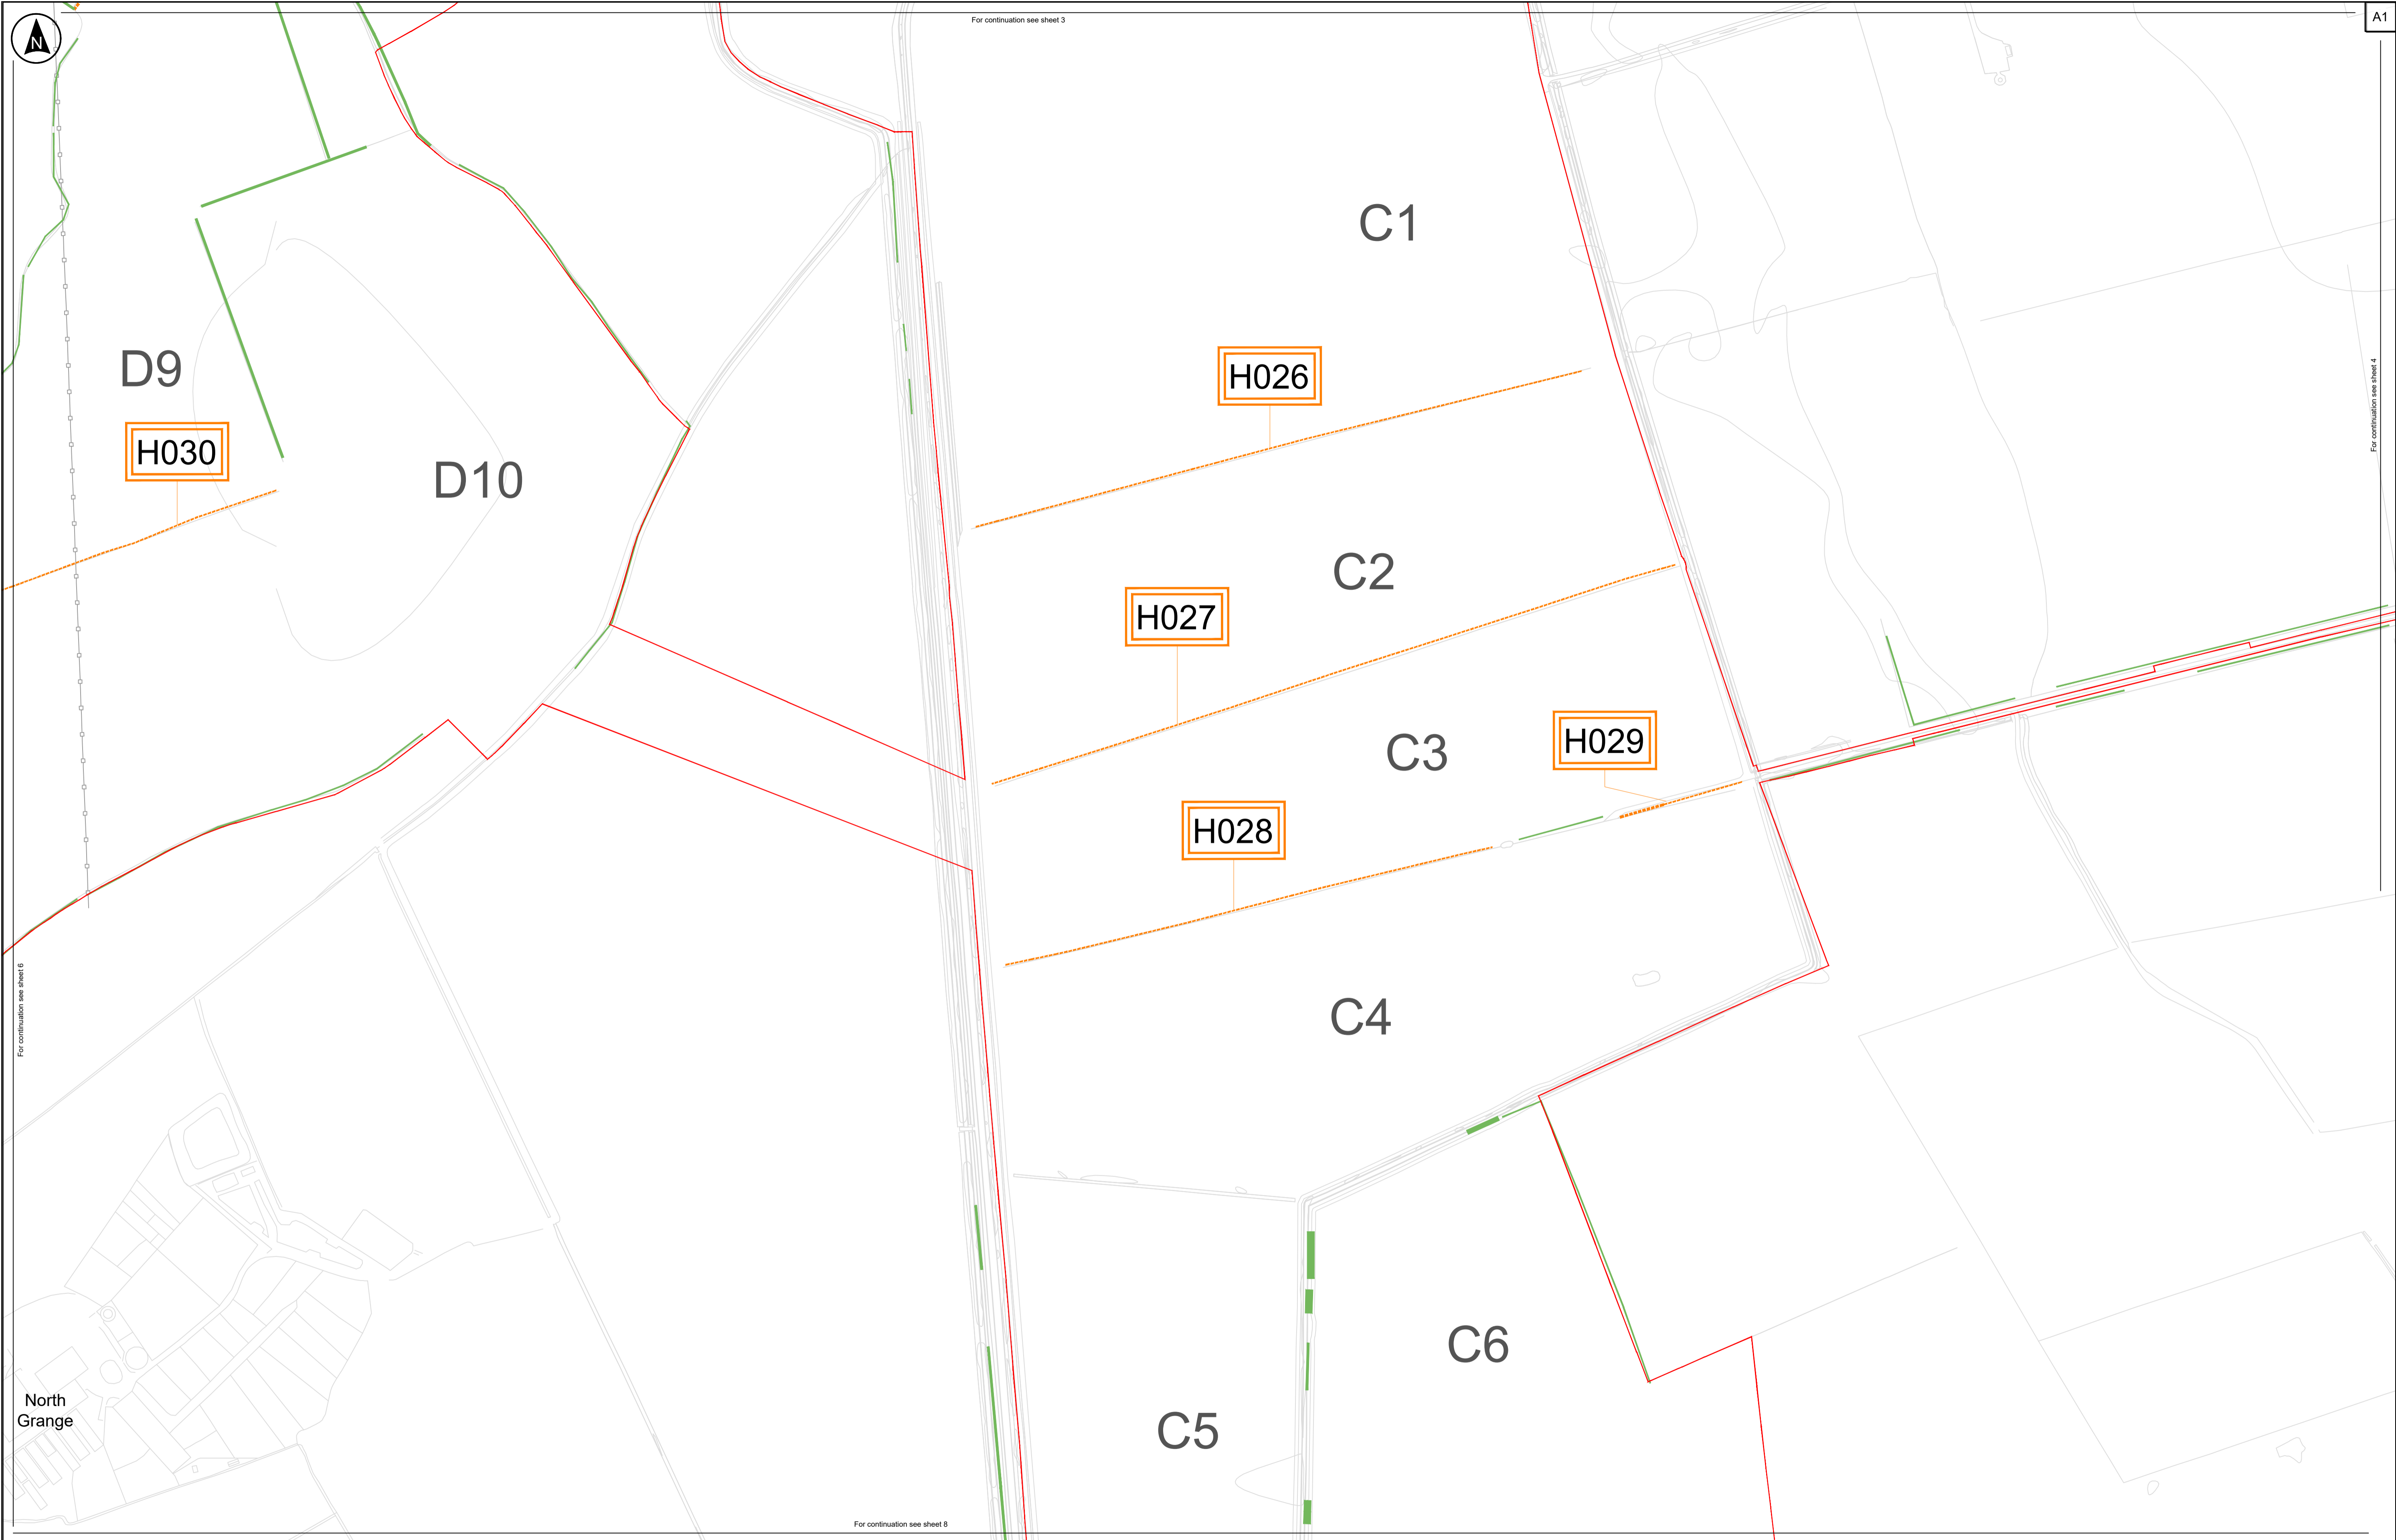 For continuation see sheet 3
A1
N
C1
D9
H026
For continuation see sheet 4
H030
D10
C2
H027
C3
H029
H028
For continuation see sheet 6
C4
C6
North
Grange
C5
For continuation see sheet 8